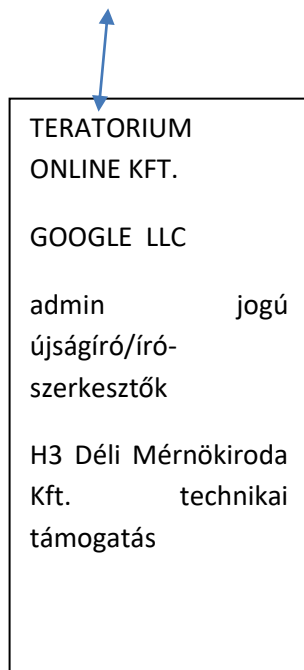 TERATORIUM
ONLINE KFT.
GOOGLE LLC
admin jogú
újságíró/író-
szerkesztők
H3 Déli Mérnökiroda
Kft. technikai
támogatás